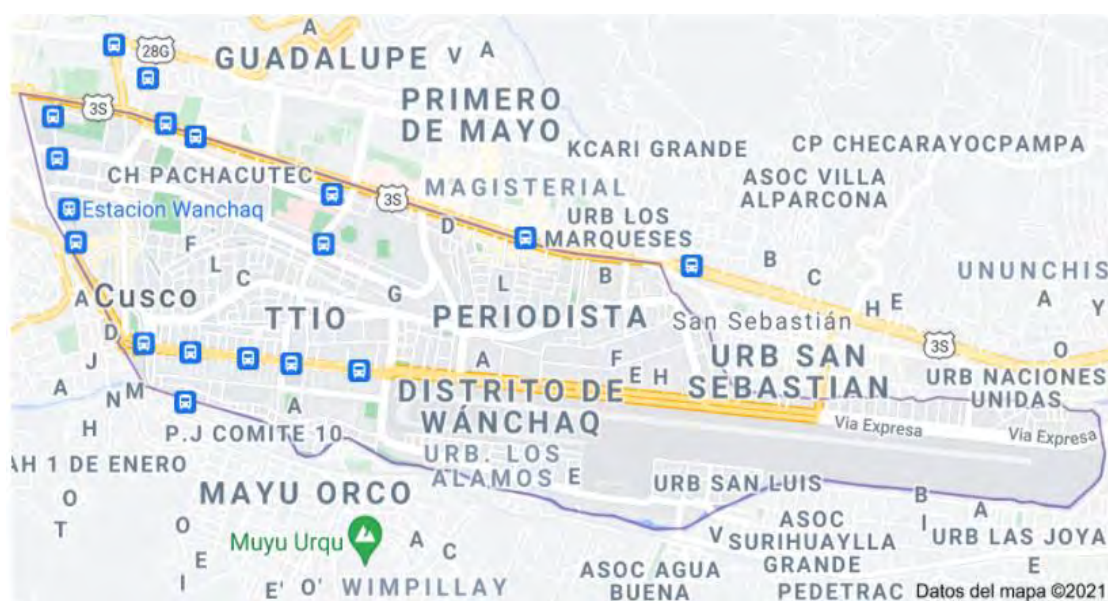 28G
GUADALUPE
V
A
A
PRIMERO
DE MAYO
3S
KCARI GRANDE
CP CHECARAYOCPAMPA
CH PACHACUTEC
ASOC VILLA
ALPARCONA
MAGISTERIAL
3S
Estacion Wanchaq
URB LOS
MARQUESES
D
F
L
C
G
L
B
B
C
H
E
UNUNCHIS
A
Y
O
A
Cusco
D
TTIO
PERIODISTA
San Sebastián
3S
J
A
F
E
H
URB SAN
SEBASTIAN
URB NACIONES
UNIDAS
A
N
M
H
A
DISTRITO DE
WÁNCHAQ
Via Expresa
Via Expresa
P.J COMITE 10
AH 1 DE ENERO
URB. LOS
ALAMOS
E
O
T
MAYU ORCO
URB SAN LUIS
B
I
A
O
E
I
Muyu Urqu
A
C
V
ASOC
SURIHUAYLLA
GRANDE
URB LAS JOYA
E
E'
O'
WIMPILLAY
ASOC AGUA
BUENA
PEDETRAC
Datos del mapa ©2021